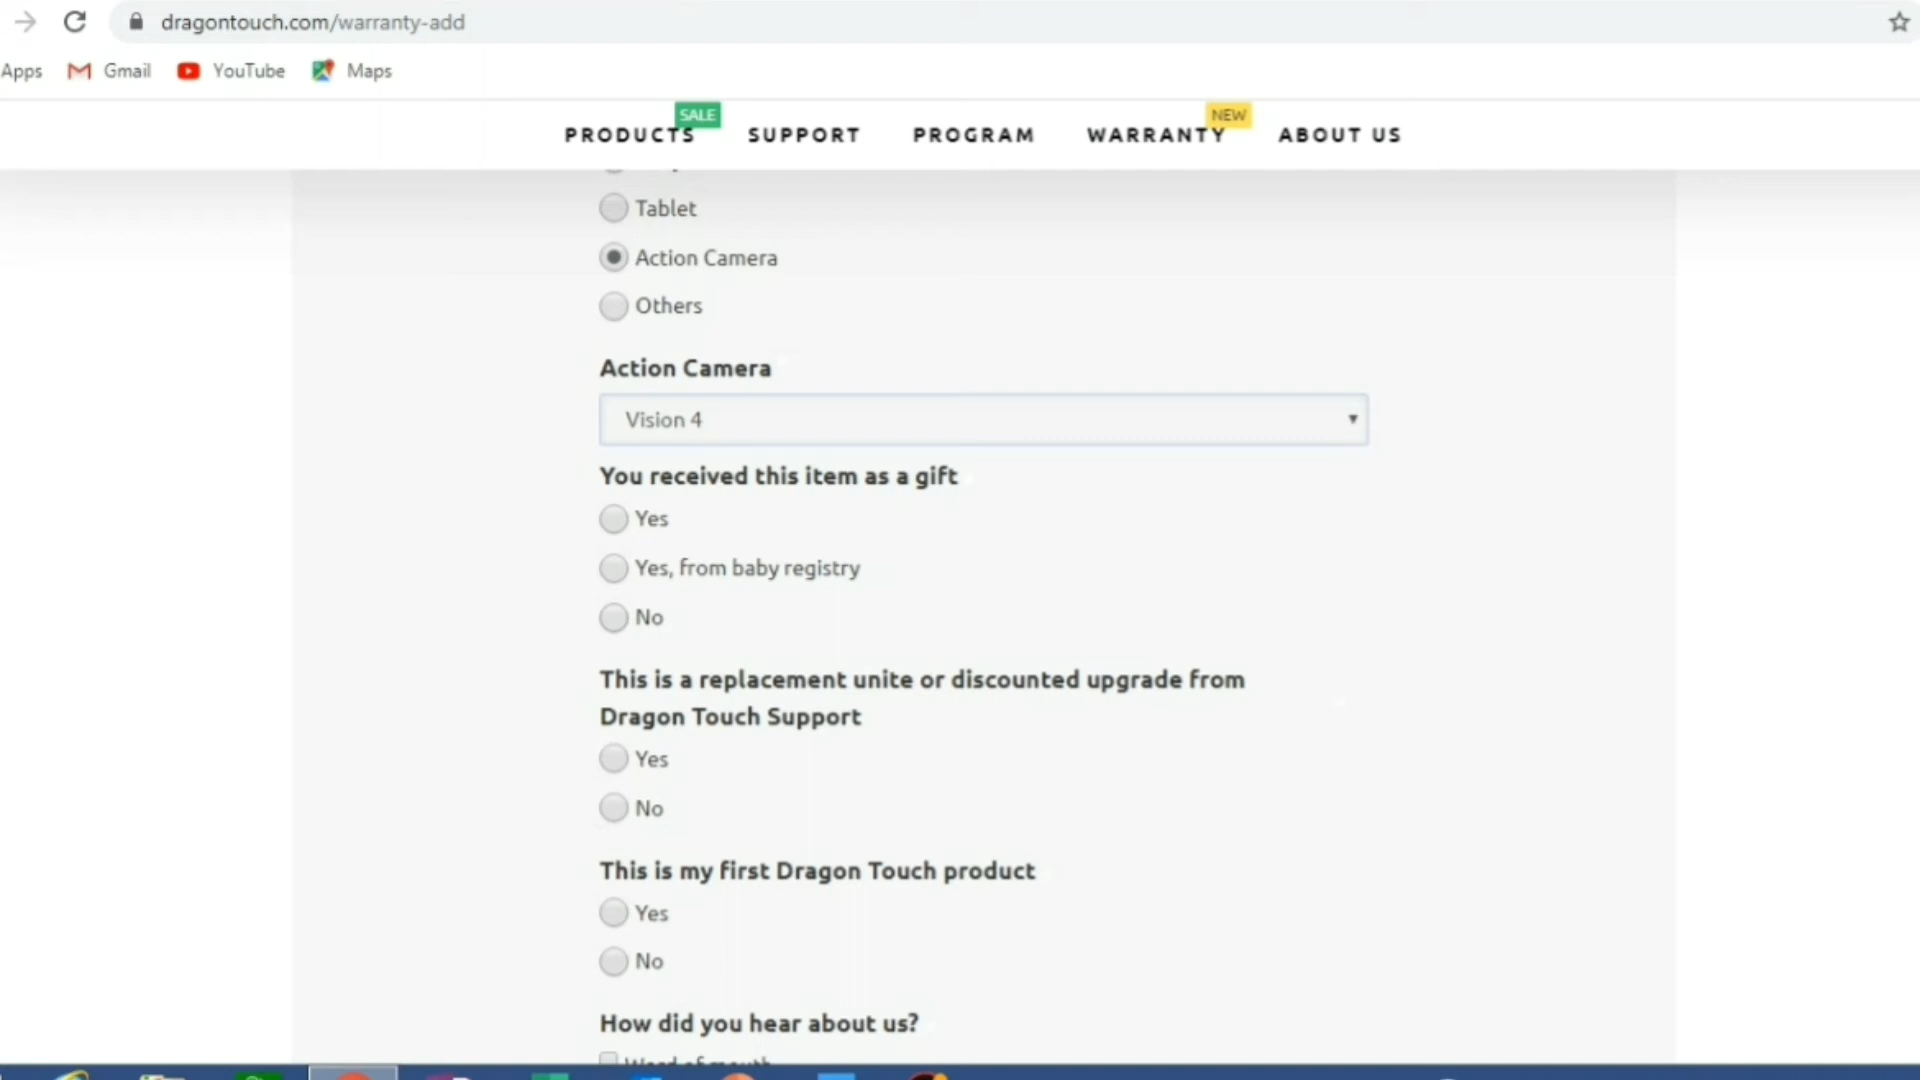 dragontouch.com/warranty-add
Apps Gmail YouTube Maps
SALE NEW
PRODUCTS SUPPORT PROGRAM WARRANTY ABOUT US
Tablet
Action Camera
Others
Action Camera
Vision 4
You received this item as a gift
Yes
Yes, from baby registry
No
This is a replacement unite or discounted upgrade from
Dragon Touch Support
Yes
No
This is my first Dragon Touch product
Yes
No
How did you hear about us?
Word of mouth